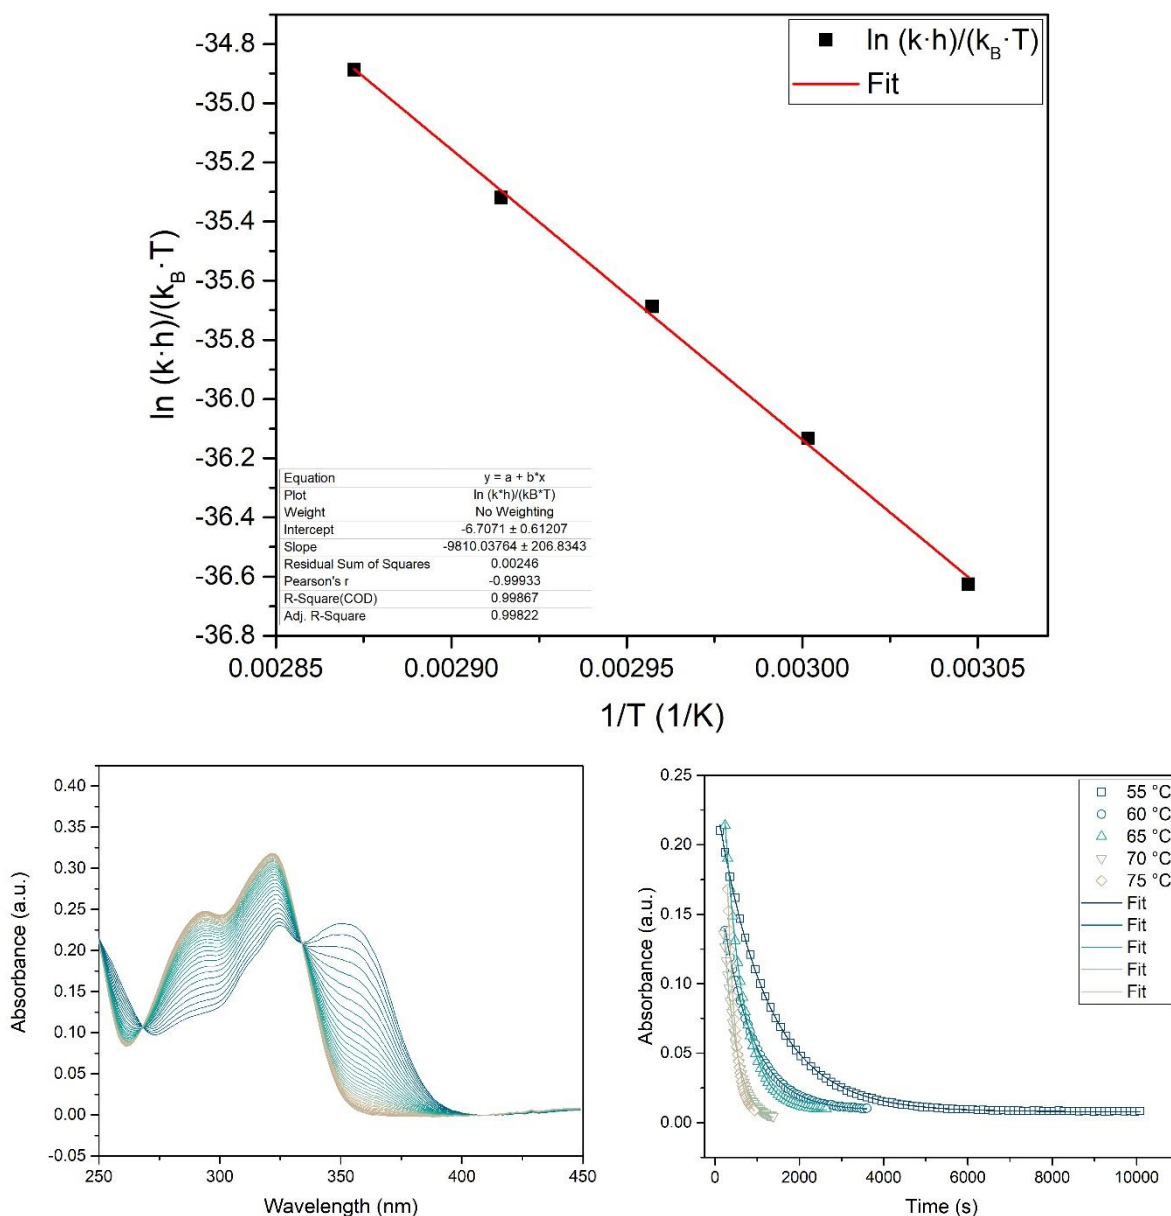 -34.8
-35.0
-35.2
-35.4
-35.6
-35.8
-36.0
-36.2
-36.4
-36.6
-36.8
ln (k·h)/(k_B·T)
ln (k·h)/(k_B·T)
Fit
Equation y = a + b*x
Plot ln (k*h)/(kB*T)
Weight No Weighting
Intercept -6.7071 ± 0.61207
Slope -9810.03764 ± 206.8343
Residual Sum of Squares 0.00246
Pearson's r -0.99933
R-Square(COD) 0.99867
Adj. R-Square 0.99822
0.00285 0.00290 0.00295 0.00300 0.00305
1/T (1/K)
0.40
0.35
0.30
0.25
0.20
0.15
0.10
0.05
0.00
-0.05
Absorbance (a.u.)
250 300 350 400 450
Wavelength (nm)
0.25
0.20
0.15
0.10
0.05
0.00
Absorbance (a.u.)
55 °C
60 °C
65 °C
70 °C
75 °C
Fit
Fit
Fit
Fit
Fit
0 2000 4000 6000 8000 10000
Time (s)